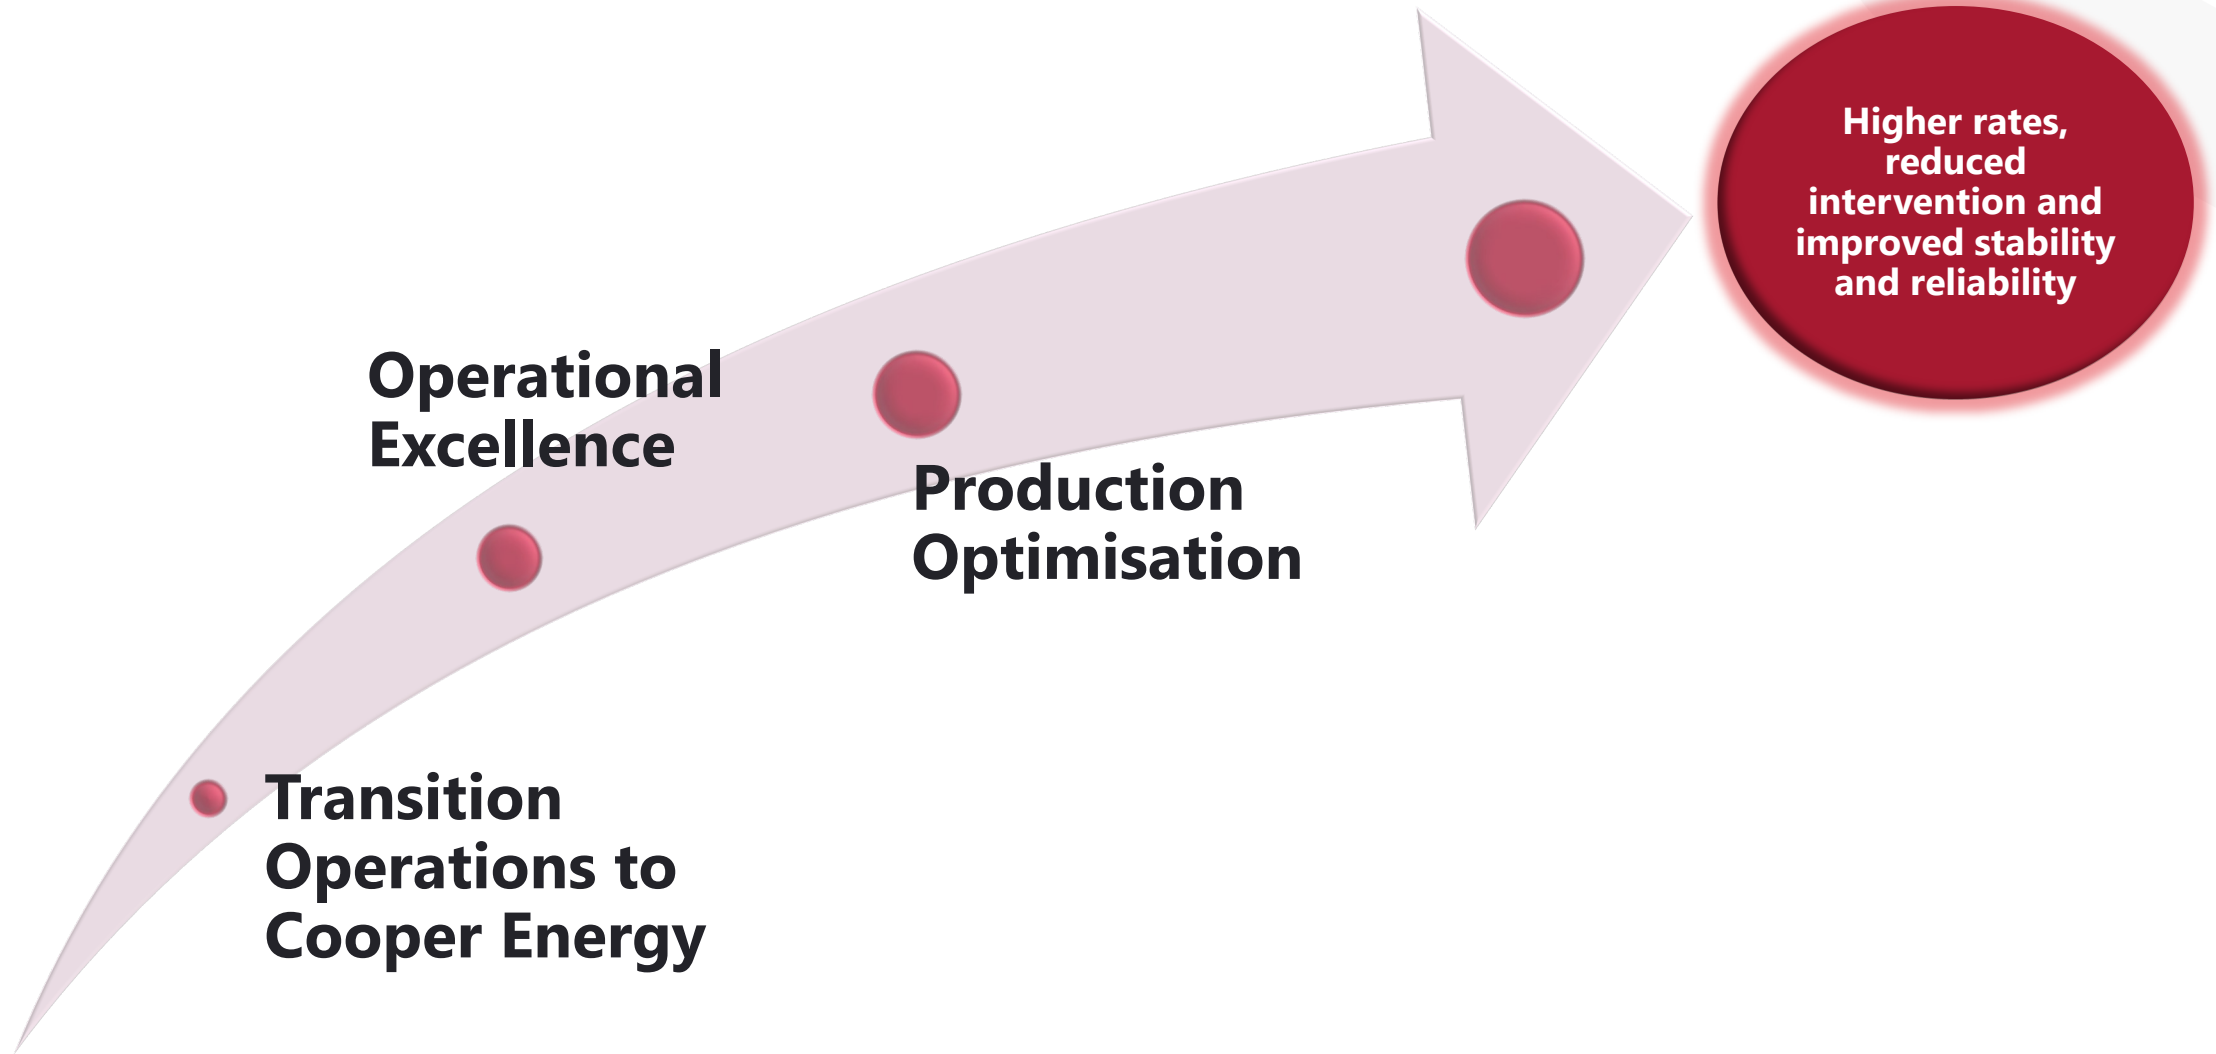 Higher rates,
reduced
intervention and
improved stability
and reliability
Operational
Excellence
Production
Optimisation
Transition
Operations to
Cooper Energy